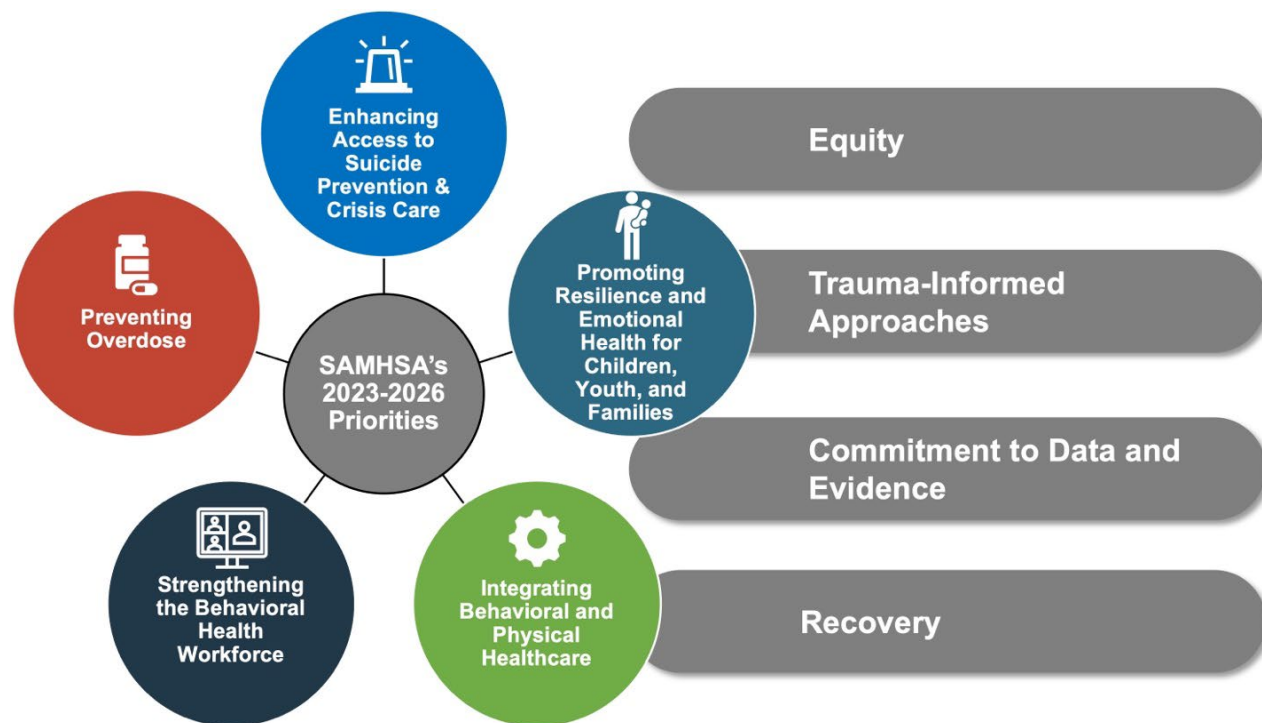 Enhancing
Access to
Suicide
Prevention &
Crisis Care
Preventing
Overdose
SAMHSA's
2023-2026
Priorities
Promoting
Resilience and
Emotional
Health for
Children,
Youth, and
Families
Strengthening
the Behavioral
Health
Workforce
Integrating
Behavioral and
Physical
Healthcare
Equity
Trauma-Informed
Approaches
Commitment to Data and
Evidence
Recovery